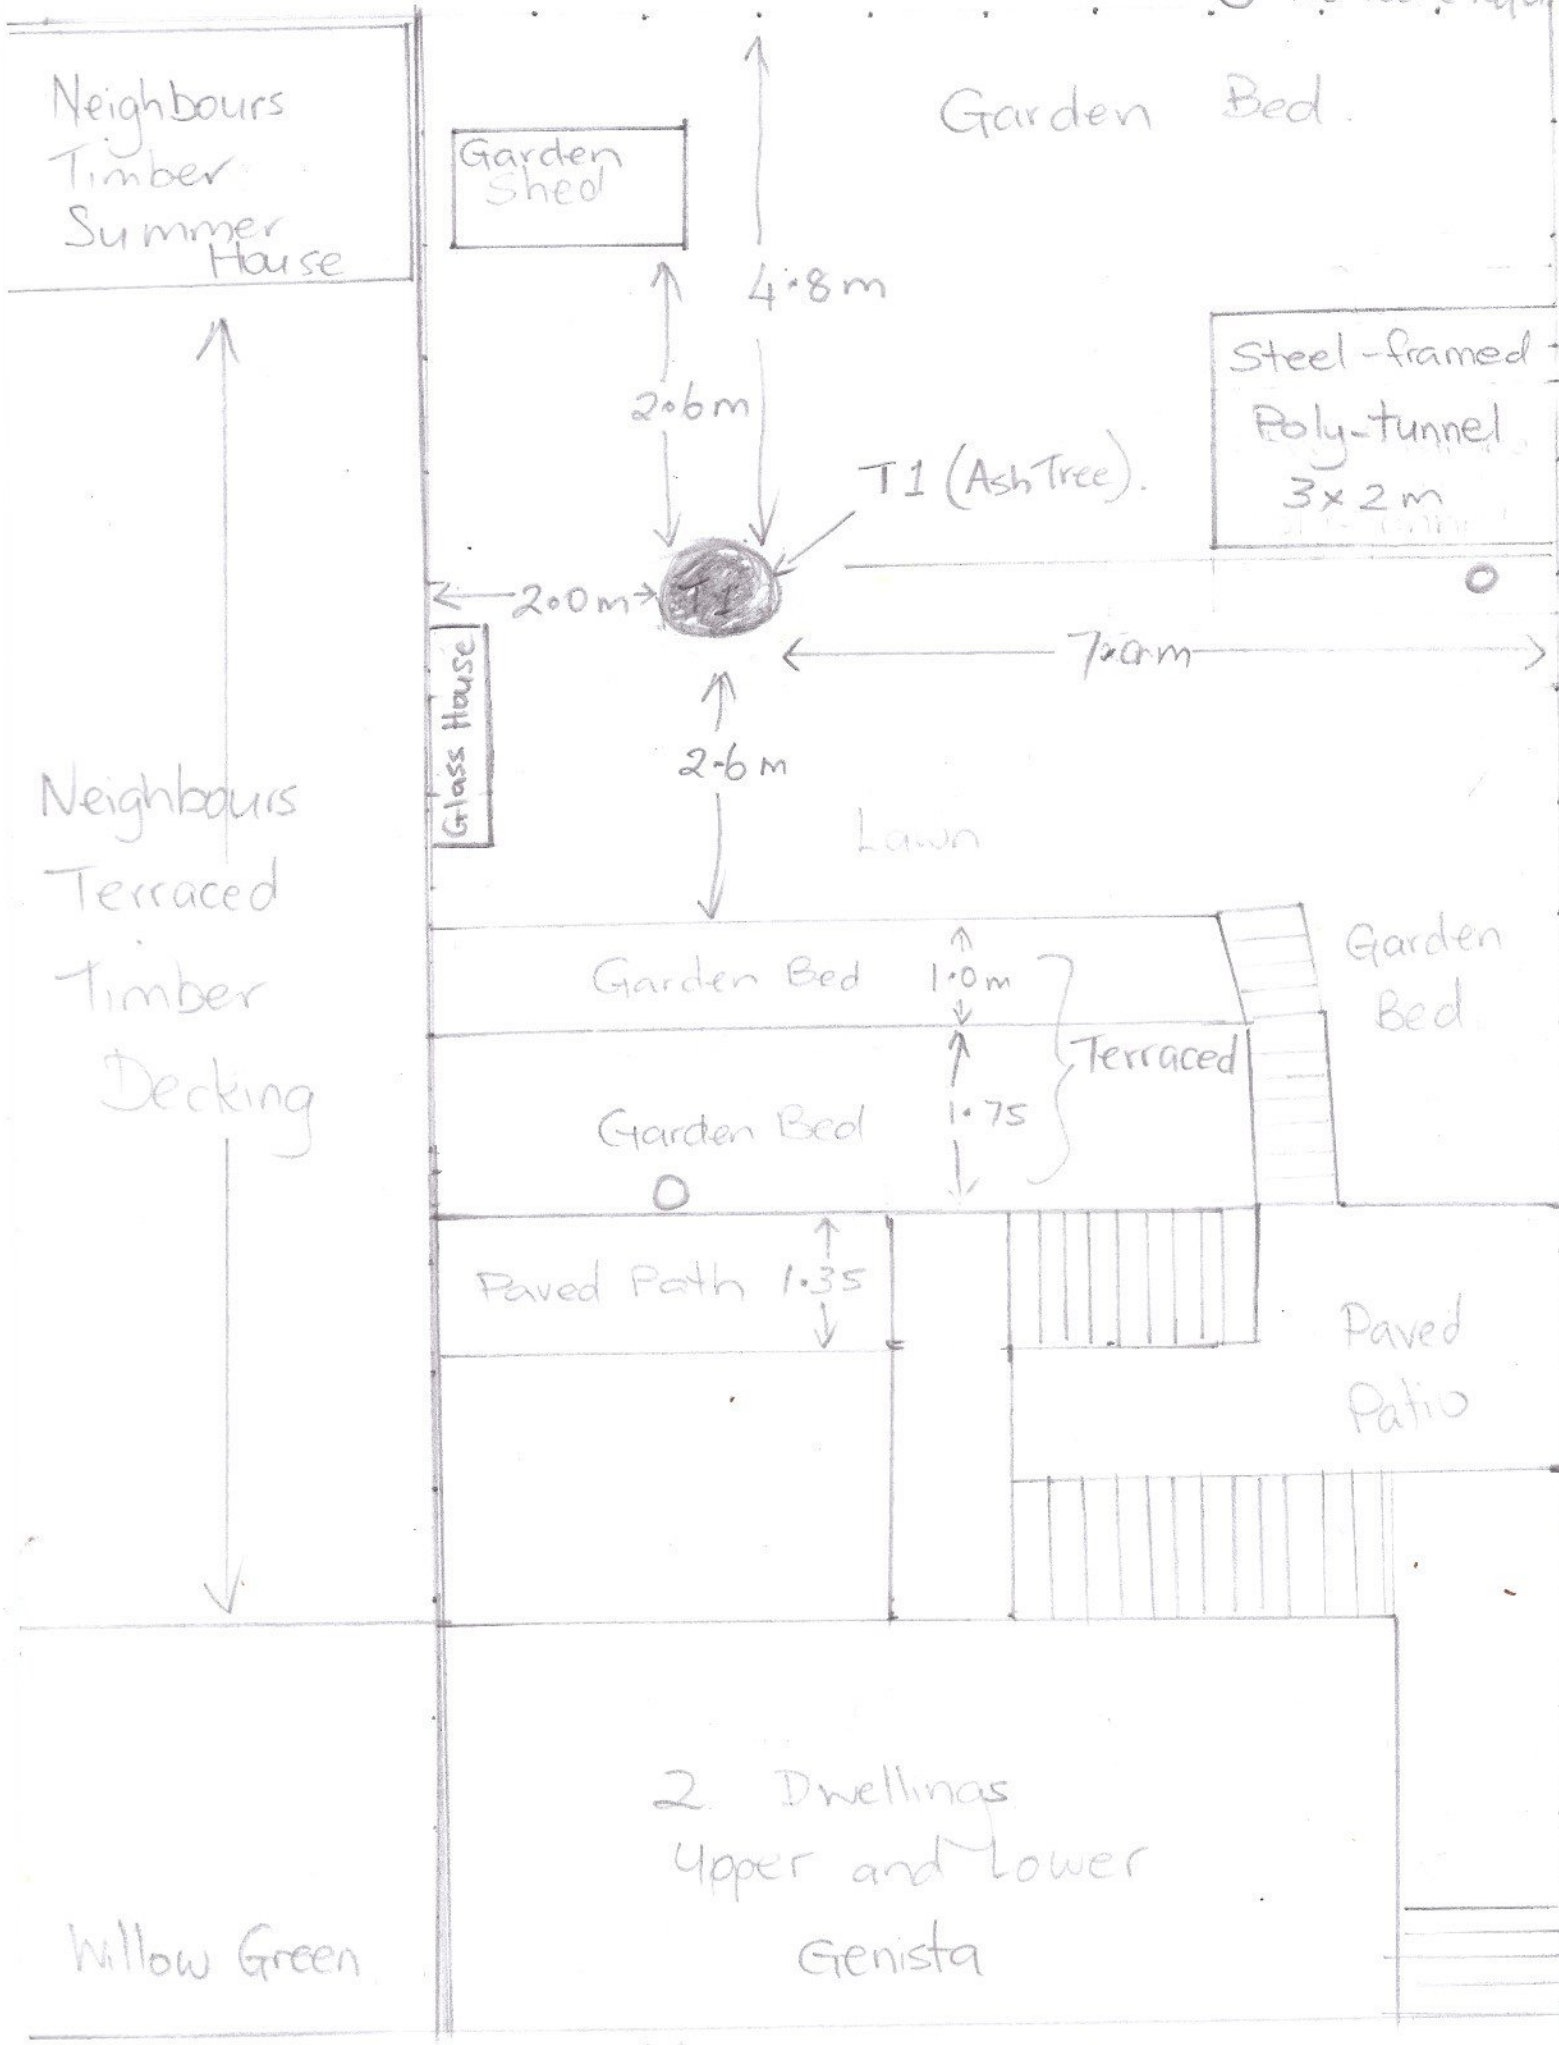 Neighbours
Timber
Summer
House
Garden
Shed
4.8m
Garden Bed.
2.6m
Steel-framed
Poly-tunnel
3x2m
T1 (Ash Tree).
T1
2.0m
7.0m
Glass House
2.6m
Lawn
Neighbours
Terraced
Timber
Decking
Garden Bed 1.0m
Terraced
Garden Bed 1.75
Garden
Bed
Paved Path 1.35
Paved
Patio
2 Dwellings
Upper and Lower
Genista
Willow Green